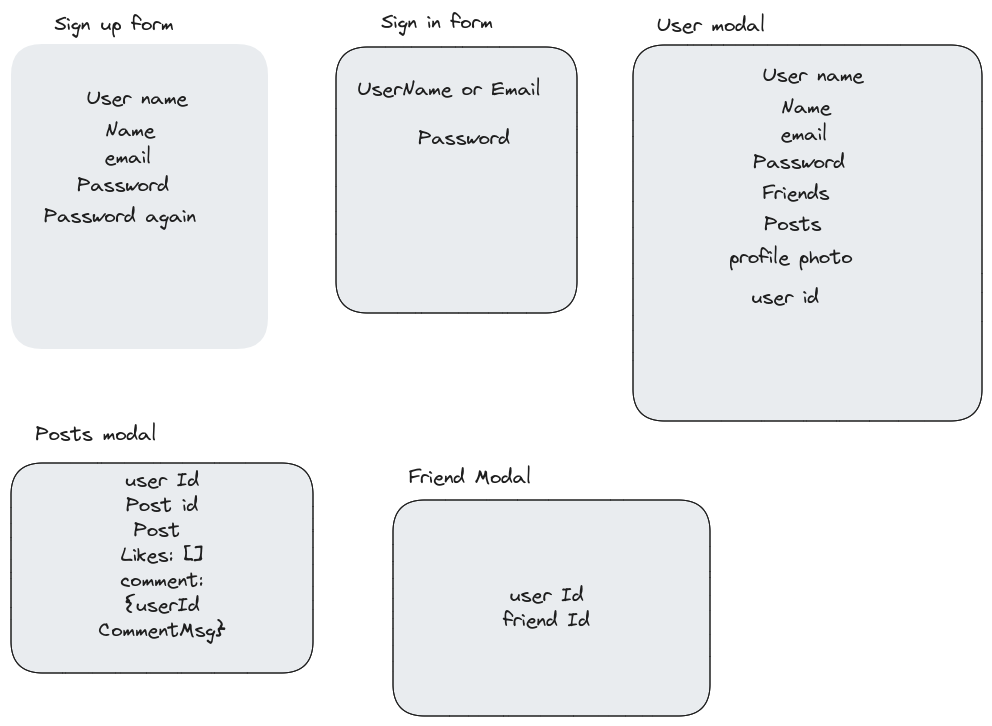 Sign up form
User name
Name
email
Password
Password again
Sign in form
UserName or Email
Password
User modal
User name
Name
email
Password
Friends
Posts
profile photo
user id
Posts modal
user Id
Post id
Post
Likes: []
comment:
{userId
CommentMsg}
Friend Modal
user Id
friend Id